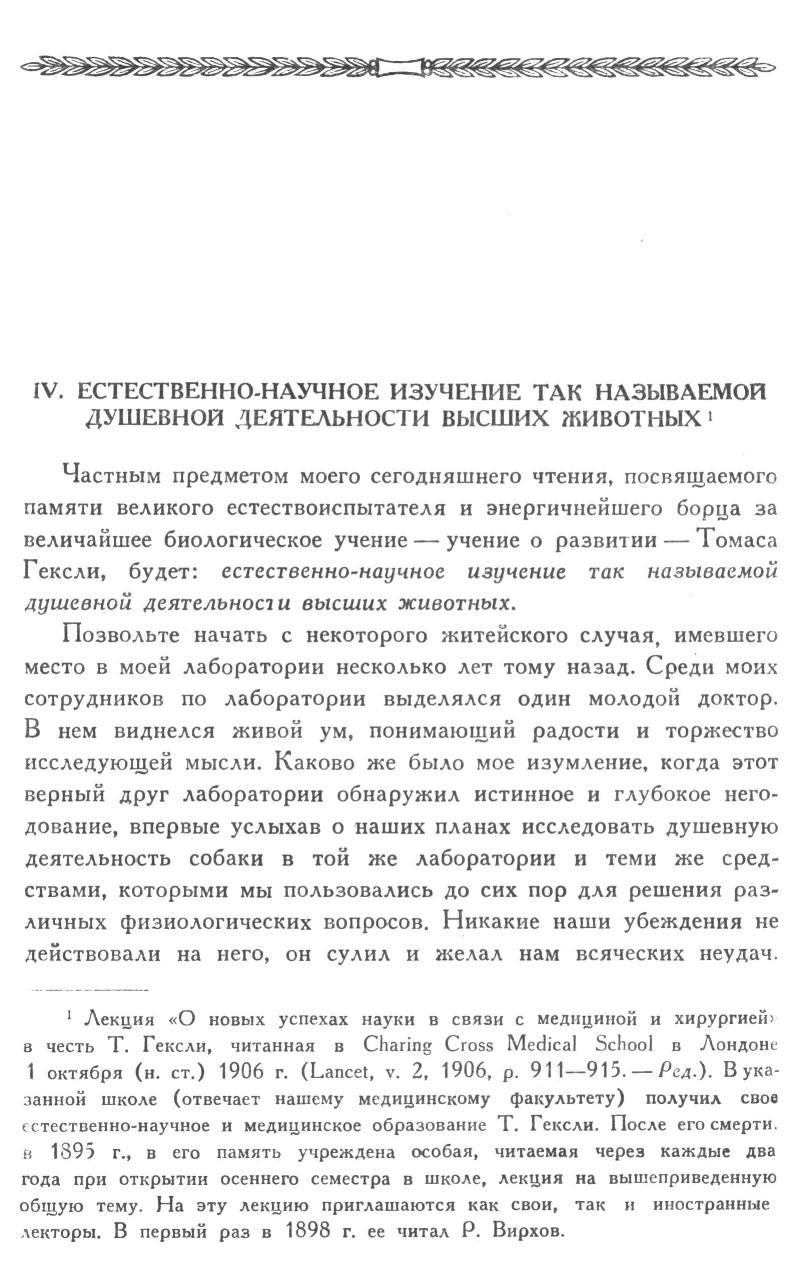 IV. ЕСТЕСТВЕННО-НАУЧНОЕ ИЗУЧЕНИЕ ТАК НАЗЫВАЕМОЙ
ДУШЕВНОЙ ДЕЯТЕЛЬНОСТИ ВЫСШИХ ЖИВОТНЫХ ¹
Частным предметом моего сегодняшнего чтения, посвящаемого
памяти великого естествоиспытателя и энергичнейшего борца за
величайшее биологическое учение — учение о развитии — Томаса
Гексли, будет: естественно-научное изучение так называемой
душевной деятельности высших животных.
Позвольте начать с некоторого житейского случая, имевшего
место в моей лаборатории несколько лет тому назад. Среди моих
сотрудников по лаборатории выделялся один молодой доктор.
В нем виднелся живой ум, понимающий радости и торжество
исследующей мысли. Каково же было мое изумление, когда этот
верный друг лаборатории обнаружил истинное и глубокое него-
дование, впервые услыхав о наших планах исследовать душевную
деятельность собаки в той же лаборатории и теми же сред-
ствами, которыми мы пользовались до сих пор для решения раз-
личных физиологических вопросов. Никакие наши убеждения не
действовали на него, он сулил и желал нам всяческих неудач.
¹ Лекция «О новых успехах науки в связи с медициной и хирургией»
в честь Т. Гексли, читанная в Charing Cross Medical School в Лондоне
1 октября (н. ст.) 1906 г. (Lancet, v. 2, 1906, p. 911—915. — Ред.). В ука-
занной школе (отвечает нашему медицинскому факультету) получил свое
естественно-научное и медицинское образование Т. Гексли. После его смерти,
в 1895 г., в его память учреждена особая, читаемая через каждые два
года при открытии осеннего семестра в школе, лекция на вышеприведенную
общую тему. На эту лекцию приглашаются как свои, так и иностранные
лекторы. В первый раз в 1898 г. ее читал Р. Вирхов.